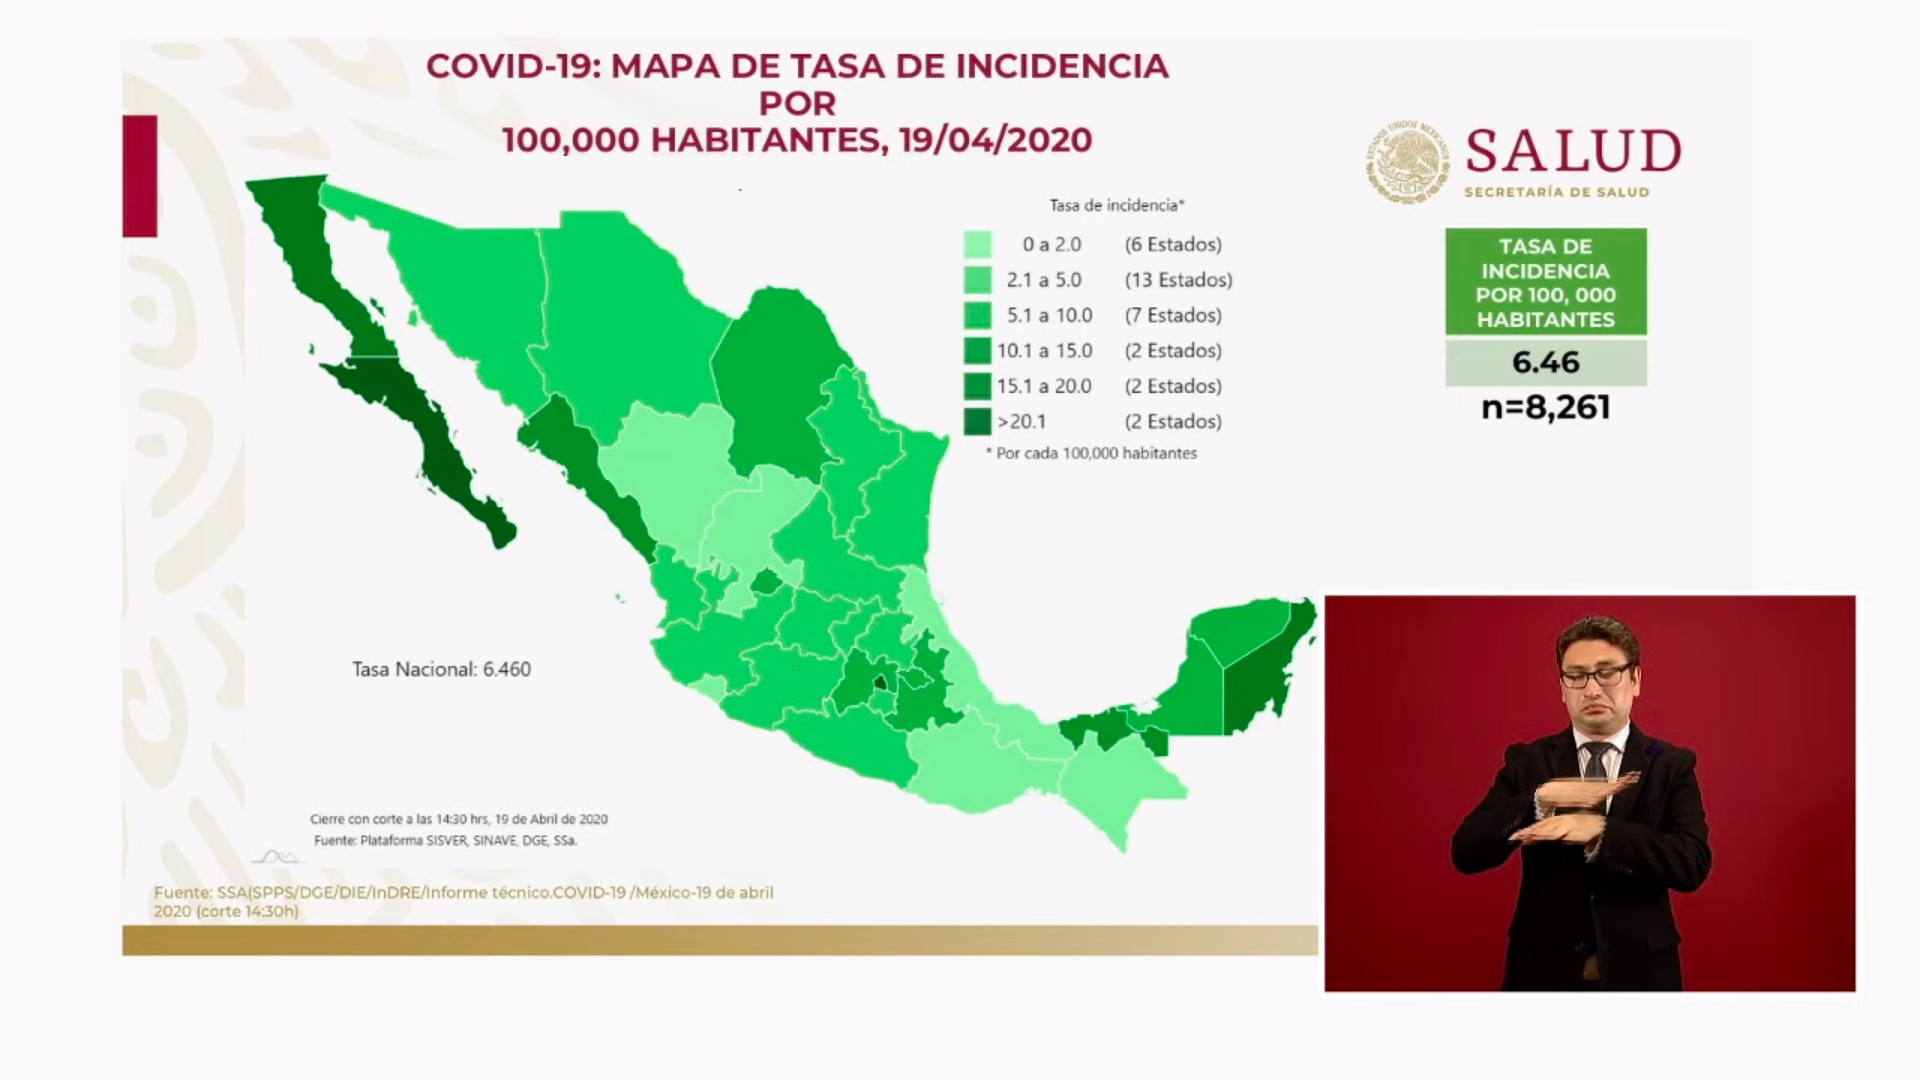 COVID-19: MAPA DE TASA DE INCIDENCIA
POR
100,000 HABITANTES, 19/04/2020
ESTADOS UNIDOS MEXICANOS
SALUD
SECRETARÍA DE SALUD
Tasa de incidencia*
0 a 2.0 (6 Estados)
2.1 a 5.0 (13 Estados)
5.1 a 10.0 (7 Estados)
10.1 a 15.0 (2 Estados)
15.1 a 20.0 (2 Estados)
>20.1 (2 Estados)
* Por cada 100,000 habitantes
TASA DE
INCIDENCIA
POR 100, 000
HABITANTES
6.46
n=8,261
Tasa Nacional: 6.460
Cierre con corte a las 14:30 hrs, 19 de Abril de 2020
Fuente: Plataforma SISVER, SINAVE, DGE, SSa.
Fuente: SSA(SPPS/DGE/DIE/InDRE/Informe técnico.COVID-19 /México-19 de abril
2020 (corte 14:30h)